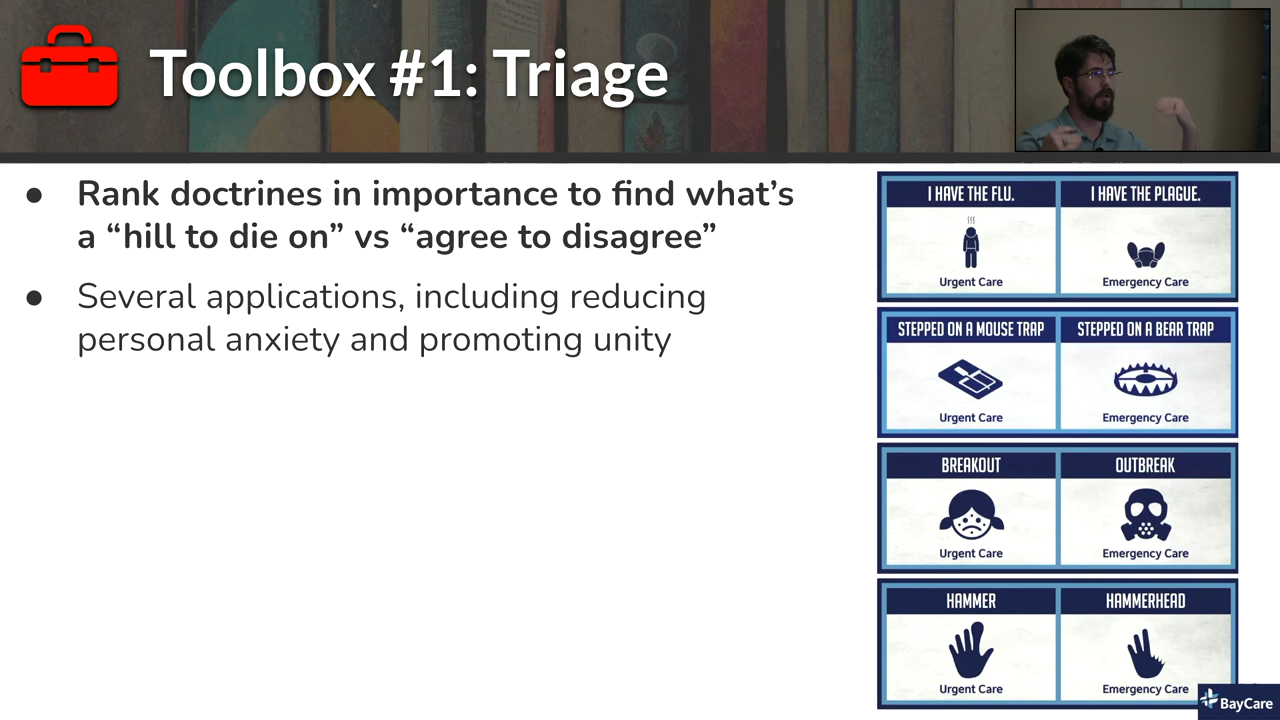 Toolbox #1: Triage
● Rank doctrines in importance to find what’s
a “hill to die on” vs “agree to disagree”
● Several applications, including reducing
personal anxiety and promoting unity
I HAVE THE FLU.
Urgent Care
I HAVE THE PLAGUE.
Emergency Care
STEPPED ON A MOUSE TRAP
Urgent Care
STEPPED ON A BEAR TRAP
Emergency Care
BREAKOUT
Urgent Care
OUTBREAK
Emergency Care
HAMMER
Urgent Care
HAMMERHEAD
Emergency Care
BayCare